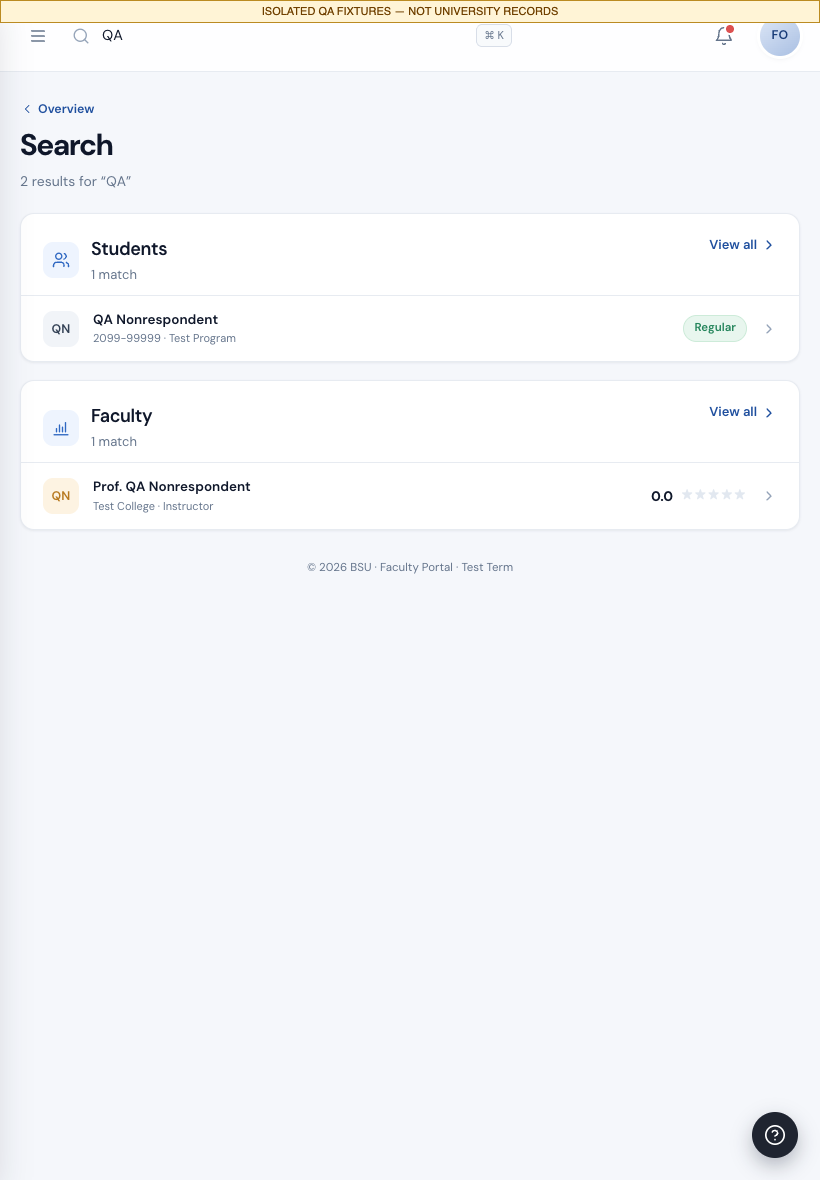 ISOLATED QA FIXTURES — NOT UNIVERSITY RECORDS
QA
⌘ K
FO
Overview
Search
2 results for “QA”
Students
1 match
View all
QN
QA Nonrespondent
2099-99999 · Test Program
Regular
Faculty
1 match
View all
QN
Prof. QA Nonrespondent
Test College · Instructor
0.0
© 2026 BSU · Faculty Portal · Test Term